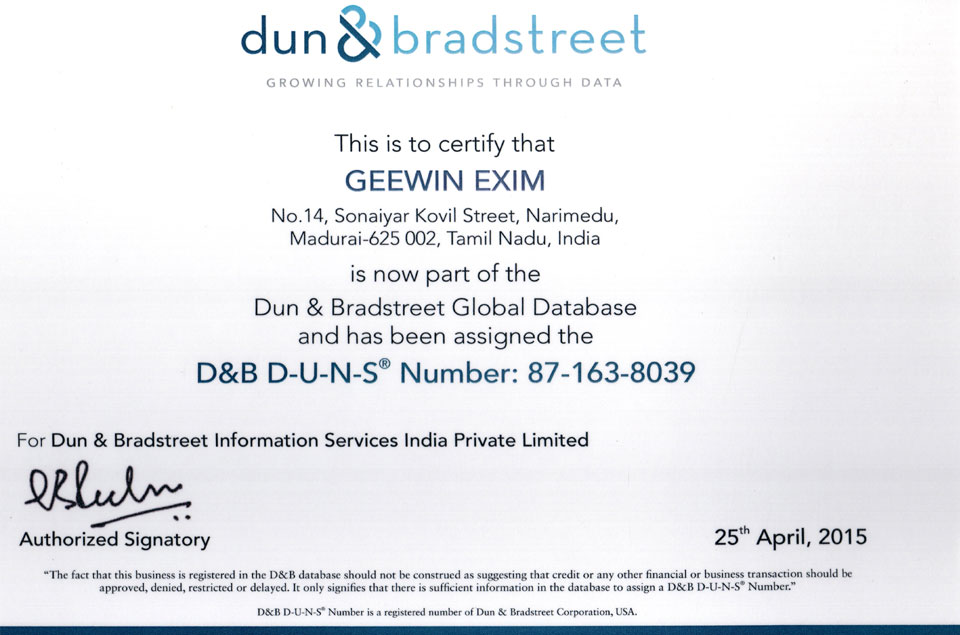 dun & bradstreet
GROWING RELATIONSHIPS THROUGH DATA
This is to certify that
GEEWIN EXIM
No.14, Sonaiyar Kovil Street, Narimedu,
Madurai-625 002, Tamil Nadu, India
is now part of the
Dun & Bradstreet Global Database
and has been assigned the
D&B D-U-N-S® Number: 87-163-8039
For Dun & Bradstreet Information Services India Private Limited
Authorized Signatory
25th April, 2015
“The fact that this business is registered in the D&B database should not be construed as suggesting that credit or any other financial or business transaction should be
approved, denied, restricted or delayed. It only signifies that there is sufficient information in the database to assign a D&B D-U-N-S® Number.”
D&B D-U-N-S® Number is a registered number of Dun & Bradstreet Corporation, USA.